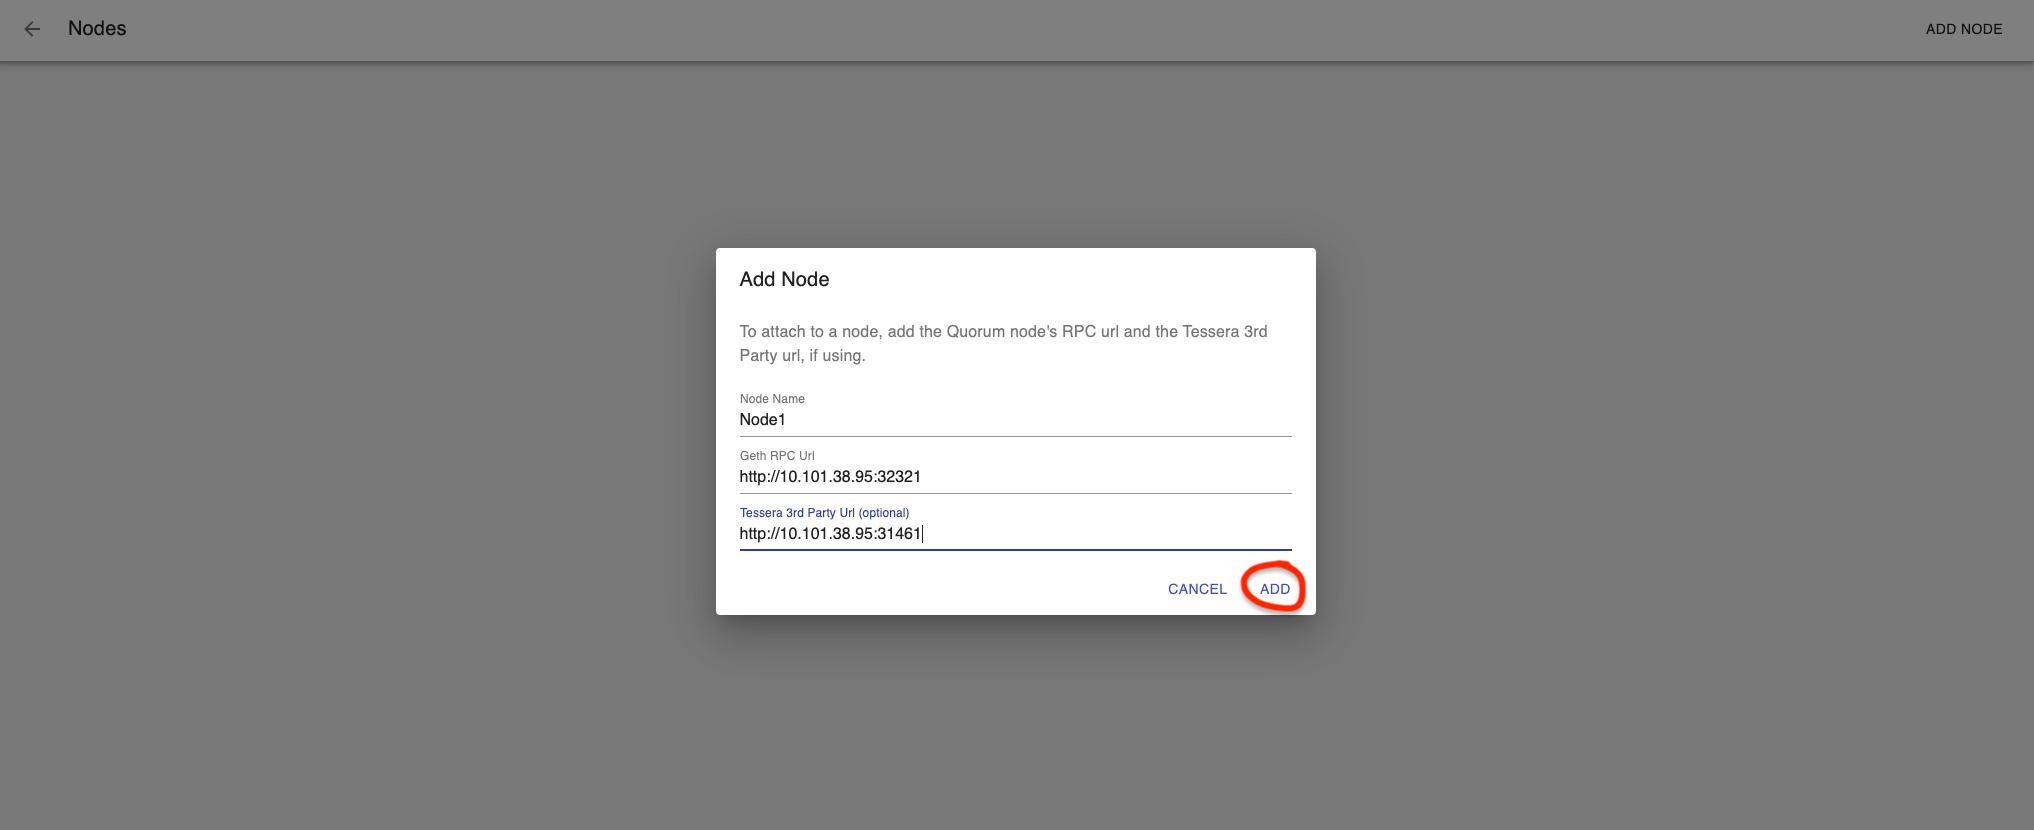 Nodes
ADD NODE
Add Node
To attach to a node, add the Quorum node's RPC url and the Tessera 3rd
Party url, if using.
Node Name
Node1
Geth RPC Url
http://10.101.38.95:32321
Tessera 3rd Party Url (optional)
http://10.101.38.95:31461
CANCEL
ADD